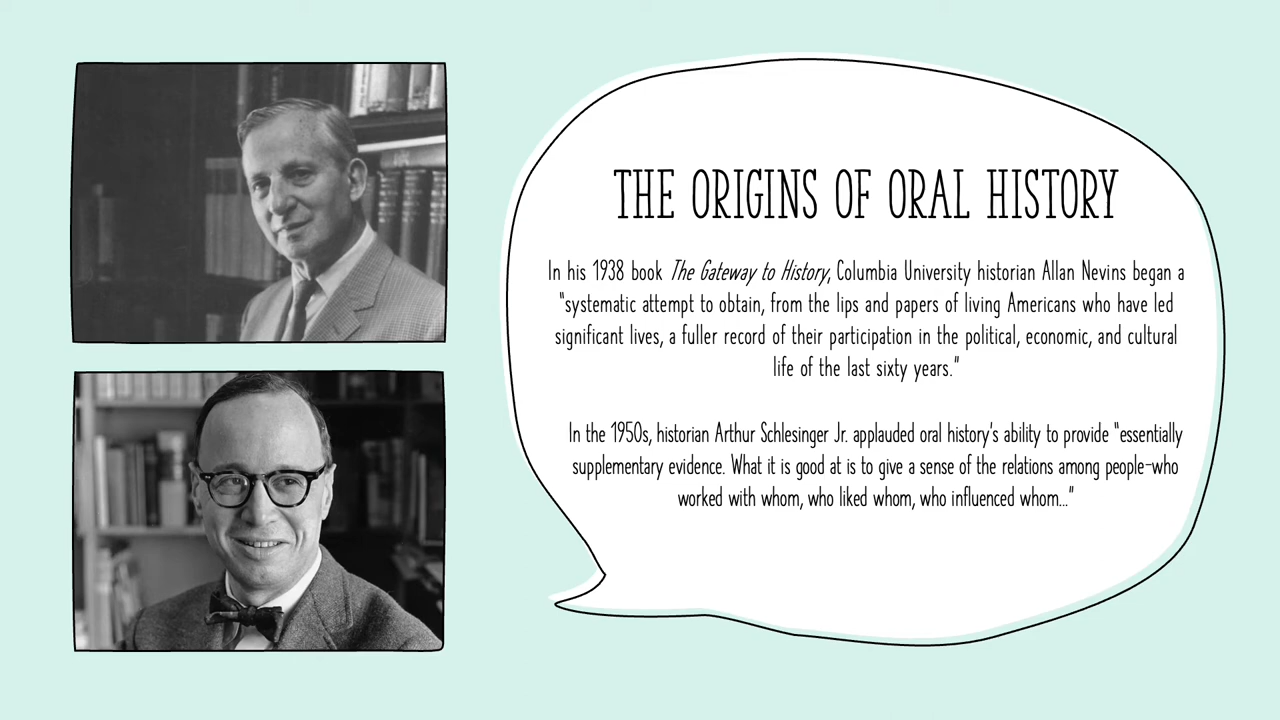 THE ORIGINS OF ORAL HISTORY
In his 1938 book The Gateway to History, Columbia University historian Allan Nevins began a
"systematic attempt to obtain, from the lips and papers of living Americans who have led
significant lives, a fuller record of their participation in the political, economic, and cultural
life of the last sixty years."
In the 1950s, historian Arthur Schlesinger Jr. applauded oral history's ability to provide "essentially
supplementary evidence. What it is good at is to give a sense of the relations among people-who
worked with whom, who liked whom, who influenced whom..."